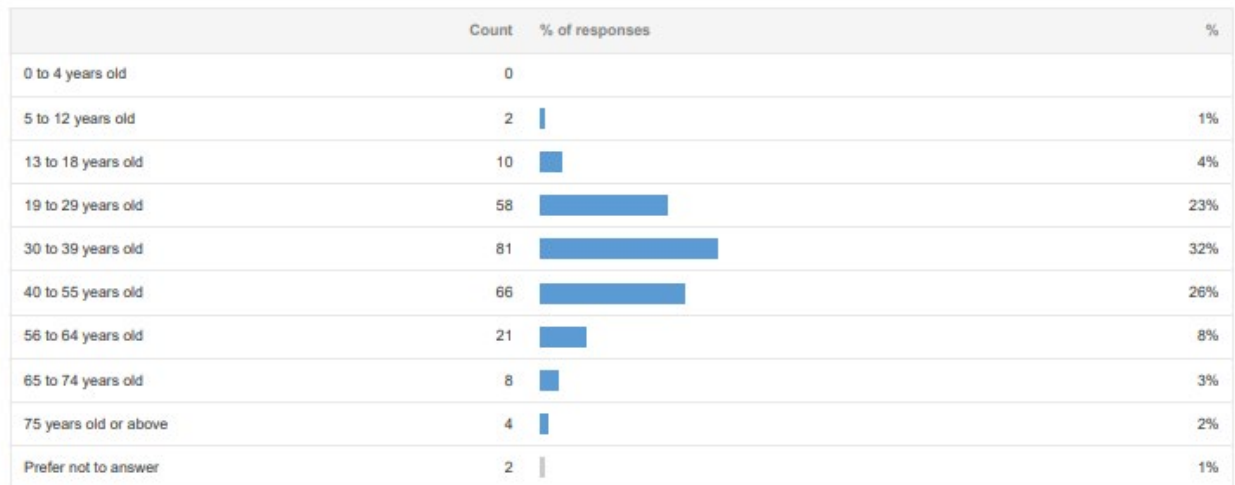 Count % of responses %
0 to 4 years old 0
5 to 12 years old 2 1%
13 to 18 years old 10 4%
19 to 29 years old 58 23%
30 to 39 years old 81 32%
40 to 55 years old 66 26%
56 to 64 years old 21 8%
65 to 74 years old 8 3%
75 years old or above 4 2%
Prefer not to answer 2 1%